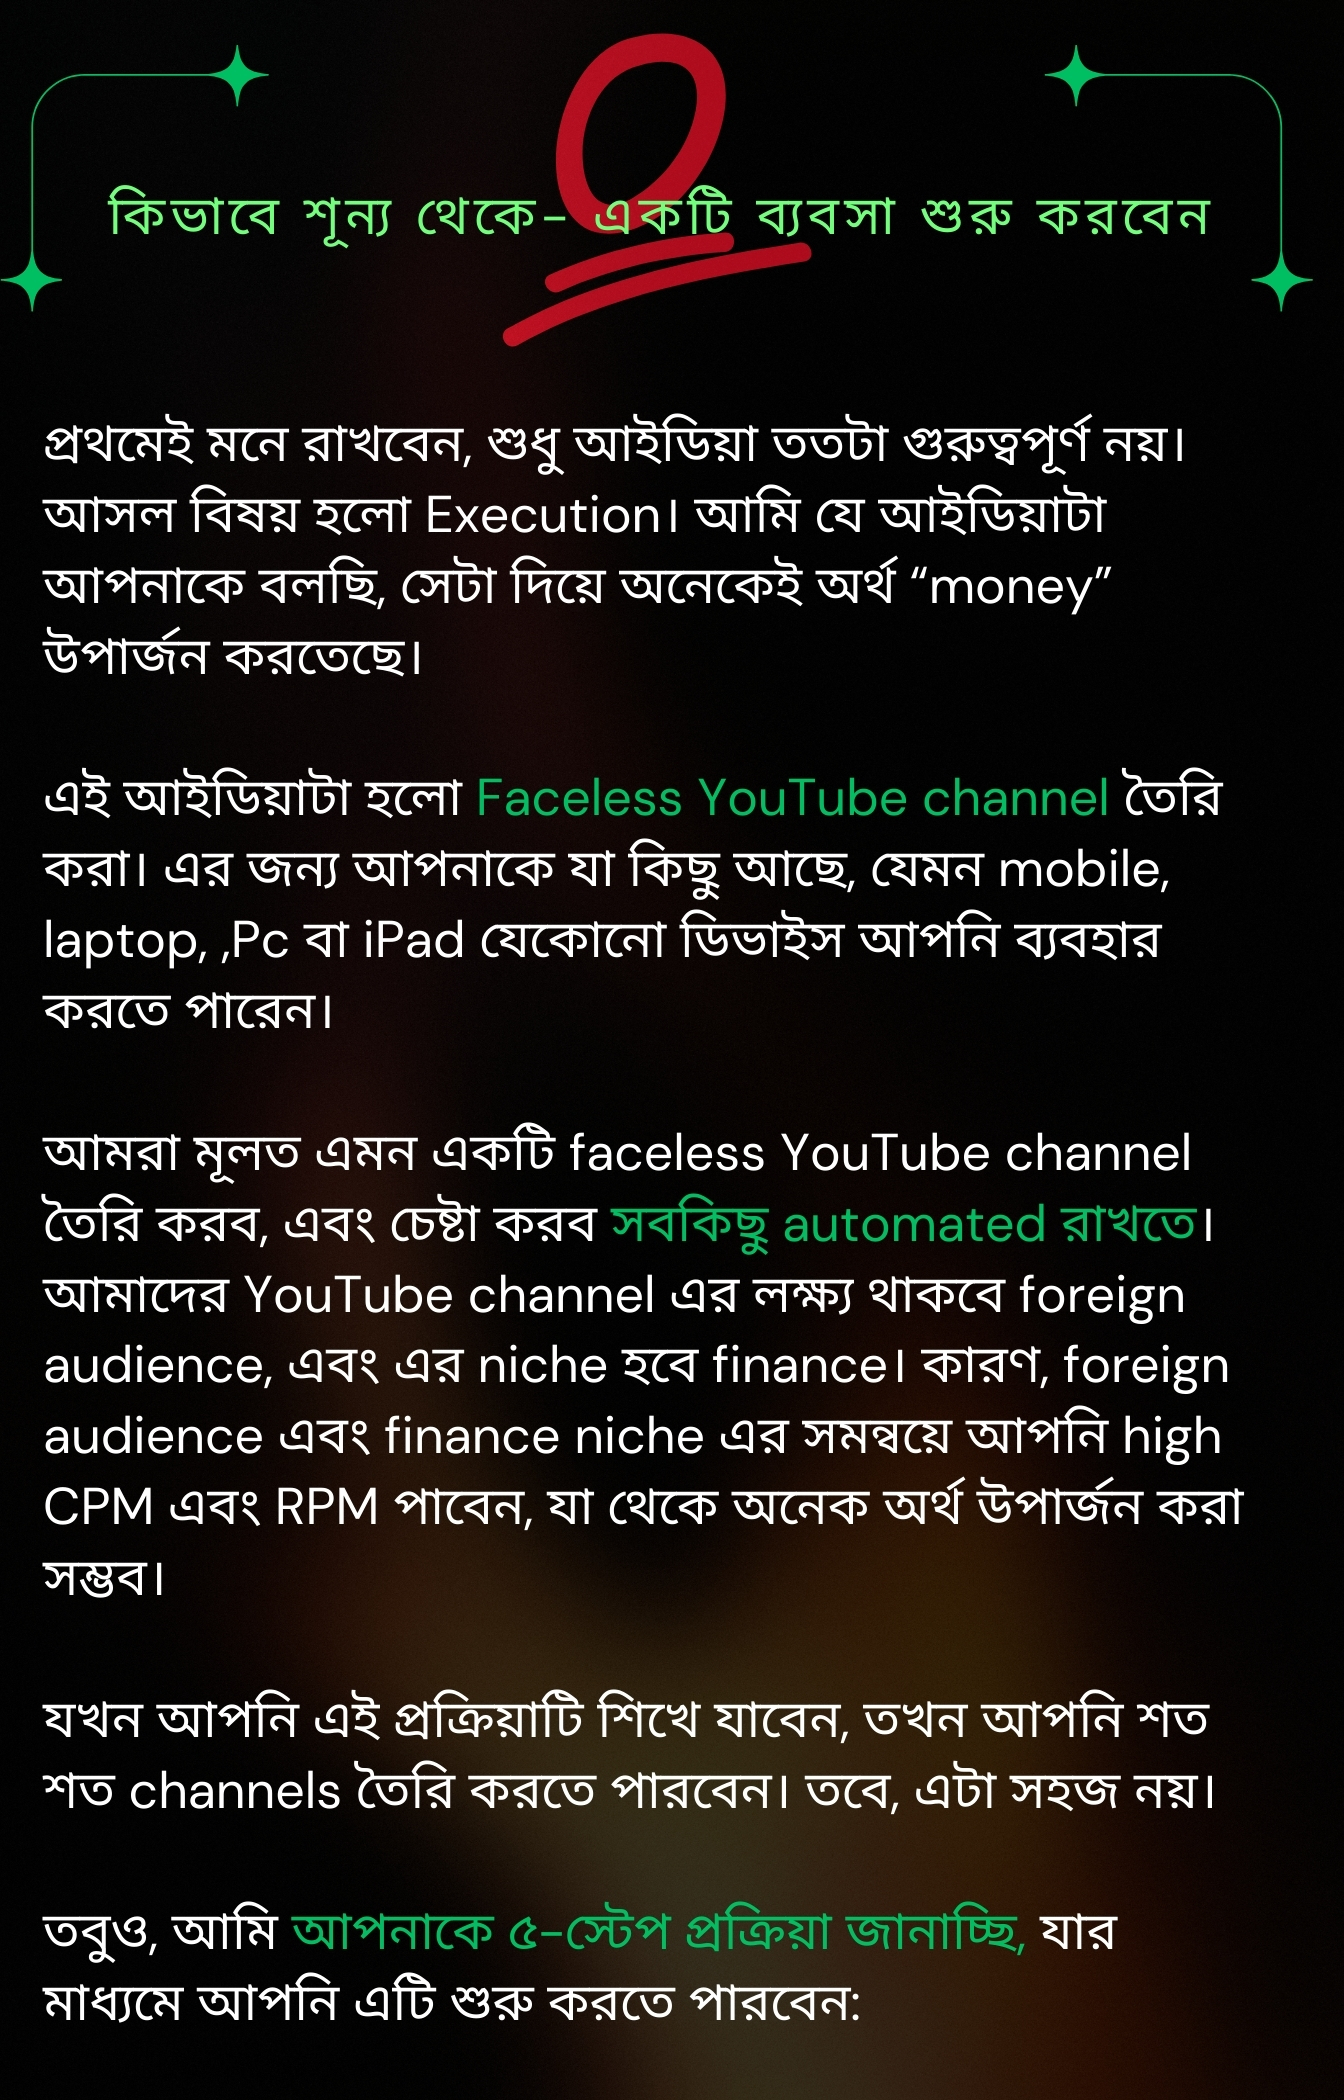 কিভাবে শূন্য থেকে- একটি ব্যবসা শুরু করবেন
প্রথমেই মনে রাখবেন, শুধু আইডিয়া ততটা গুরুত্বপূর্ণ নয়।
আসল বিষয় হলো Execution। আমি যে আইডিয়াটা
আপনাকে বলছি, সেটা দিয়ে অনেকেই অর্থ “money”
উপার্জন করতেছে।
এই আইডিয়াটা হলো Faceless YouTube channel তৈরি
করা। এর জন্য আপনাকে যা কিছু আছে, যেমন mobile,
laptop, ,Pc বা iPad যেকোনো ডিভাইস আপনি ব্যবহার
করতে পারেন।
আমরা মূলত এমন একটি faceless YouTube channel
তৈরি করব, এবং চেষ্টা করব সবকিছু automated রাখতে।
আমাদের YouTube channel এর লক্ষ্য থাকবে foreign
audience, এবং এর niche হবে finance। কারণ, foreign
audience এবং finance niche এর সমন্বয়ে আপনি high
CPM এবং RPM পাবেন, যা থেকে অনেক অর্থ উপার্জন করা
সম্ভব।
যখন আপনি এই প্রক্রিয়াটি শিখে যাবেন, তখন আপনি শত
শত channels তৈরি করতে পারবেন। তবে, এটা সহজ নয়।
তবুও, আমি আপনাকে ৫-স্টেপ প্রক্রিয়া জানাচ্ছি, যার
মাধ্যমে আপনি এটি শুরু করতে পারবেন: